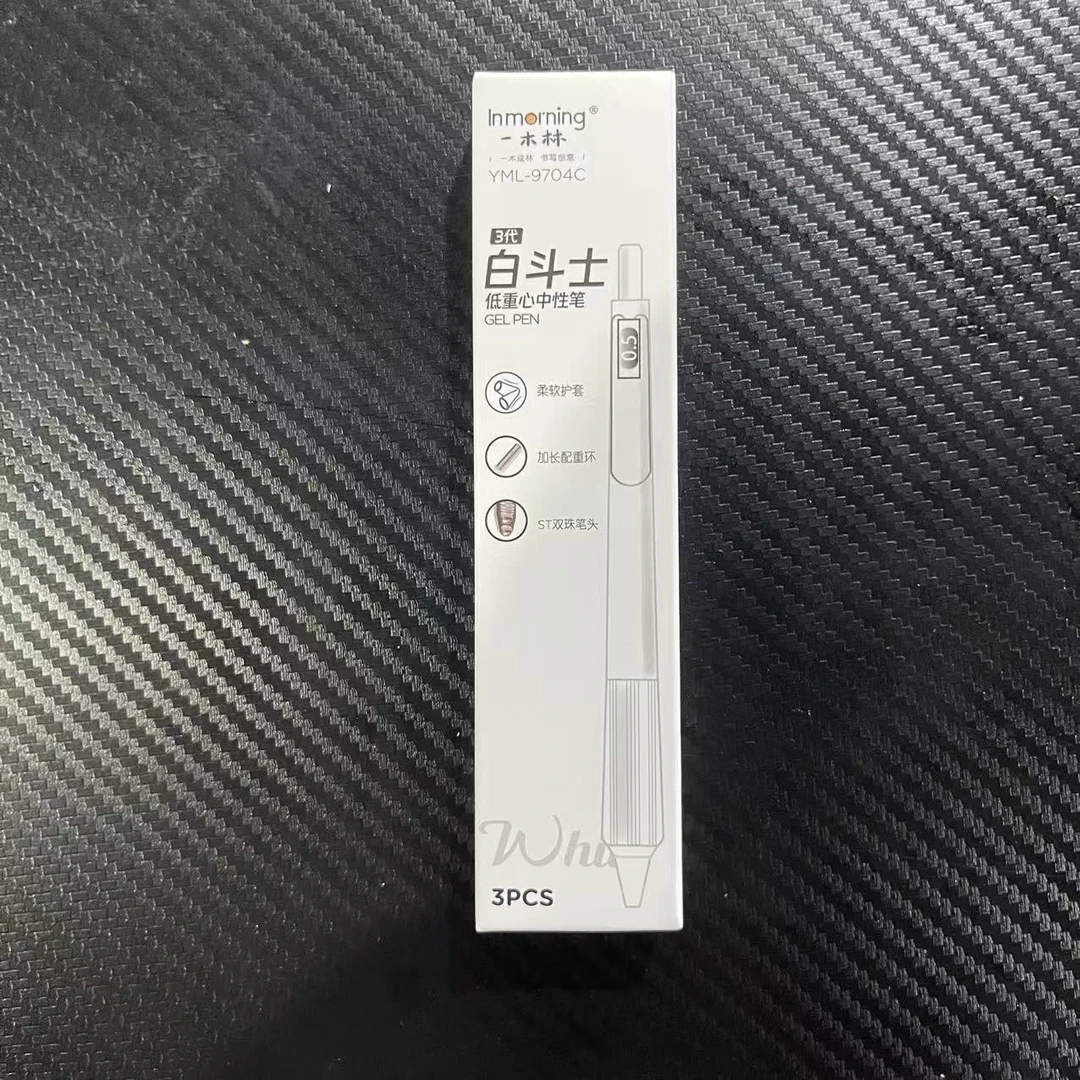 Inmorning®
一木林
/ 一木成林 书写创意 /
YML-9704C
3代
白斗士
低重心中性笔
GEL PEN
0.5
柔软护套
加长配重环
ST双珠笔头
Whit
3PCS